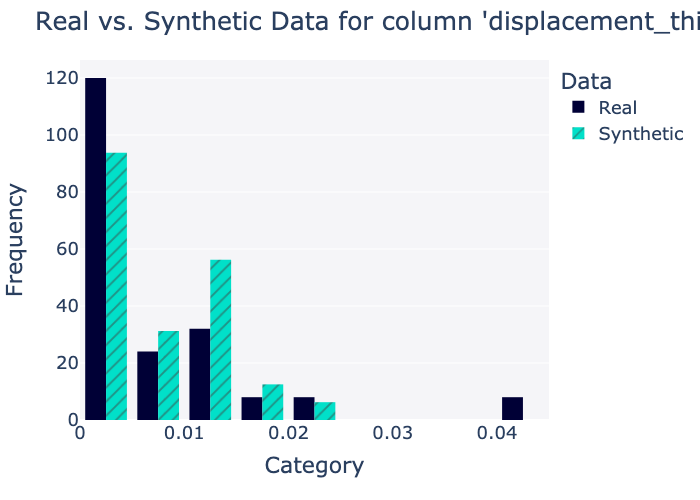 Real vs. Synthetic Data for column 'displacement_thi
120
100
80
60
40
20
0
Frequency
0 0.01 0.02 0.03 0.04
Category
Data
Real
Synthetic